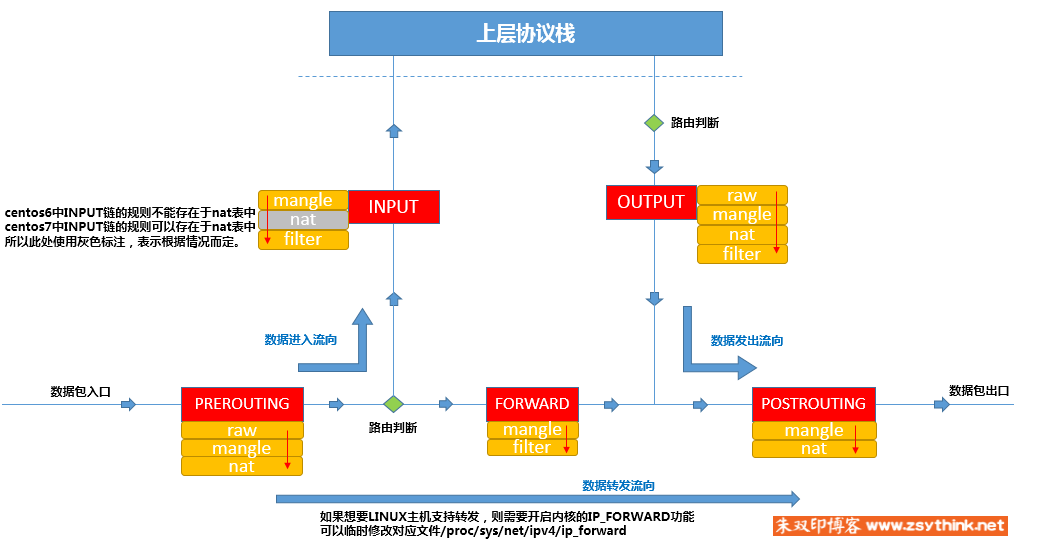 上层协议栈
路由判断
mangle
nat
filter
INPUT
OUTPUT
raw
mangle
nat
filter
centos6中INPUT链的规则不能存在于nat表中
centos7中INPUT链的规则可以存在于nat表中
所以此处使用灰色标注，表示根据情况而定。
数据进入流向
数据发出流向
数据包入口
PREROUTING
raw
mangle
nat
路由判断
FORWARD
mangle
filter
POSTROUTING
mangle
nat
数据包出口
数据转发流向
如果想要LINUX主机支持转发，则需要开启内核的IP_FORWARD功能
可以临时修改对应文件/proc/sys/net/ipv4/ip_forward
朱双印博客 www.zsythink.net